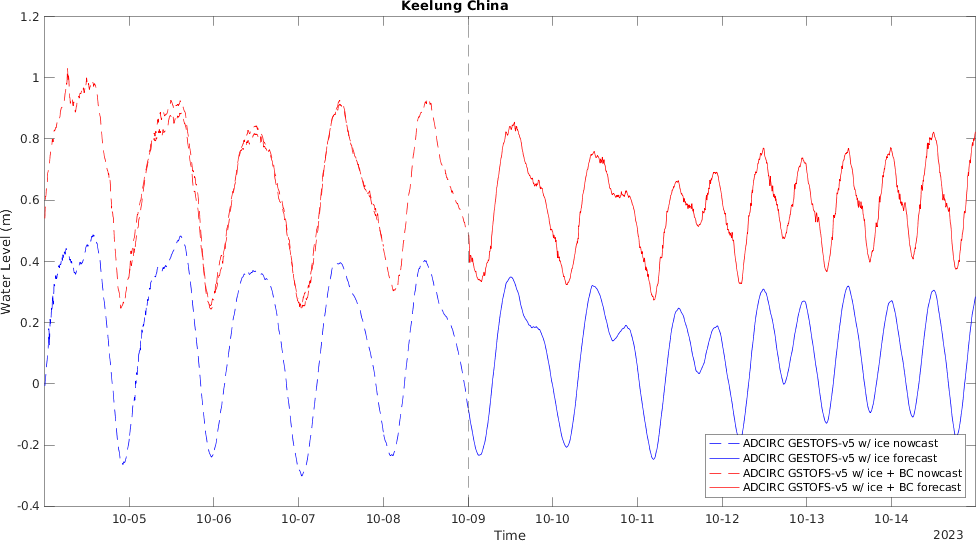 Keelung China
1.2
1
0.8
0.6
0.4
0.2
0
-0.2
-0.4
Water Level (m)
ADCIRC GESTOFS-v5 w/ ice nowcast
ADCIRC GESTOFS-v5 w/ ice forecast
ADCIRC GSTOFS-v5 w/ ice + BC nowcast
ADCIRC GSTOFS-v5 w/ ice + BC forecast
10-05 10-06 10-07 10-08 10-09 10-10 10-11 10-12 10-13 10-14
Time
2023